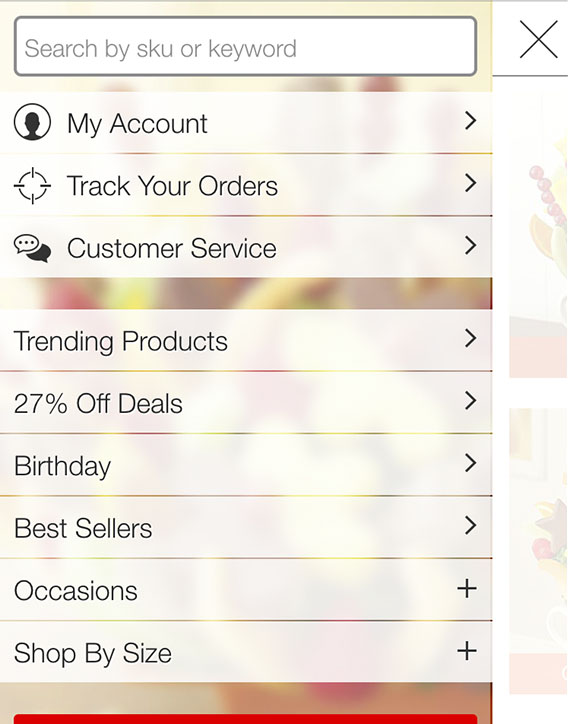 Search by sku or keyword
My Account
Track Your Orders
Customer Service
Trending Products
27% Off Deals
Birthday
Best Sellers
Occasions
Shop By Size